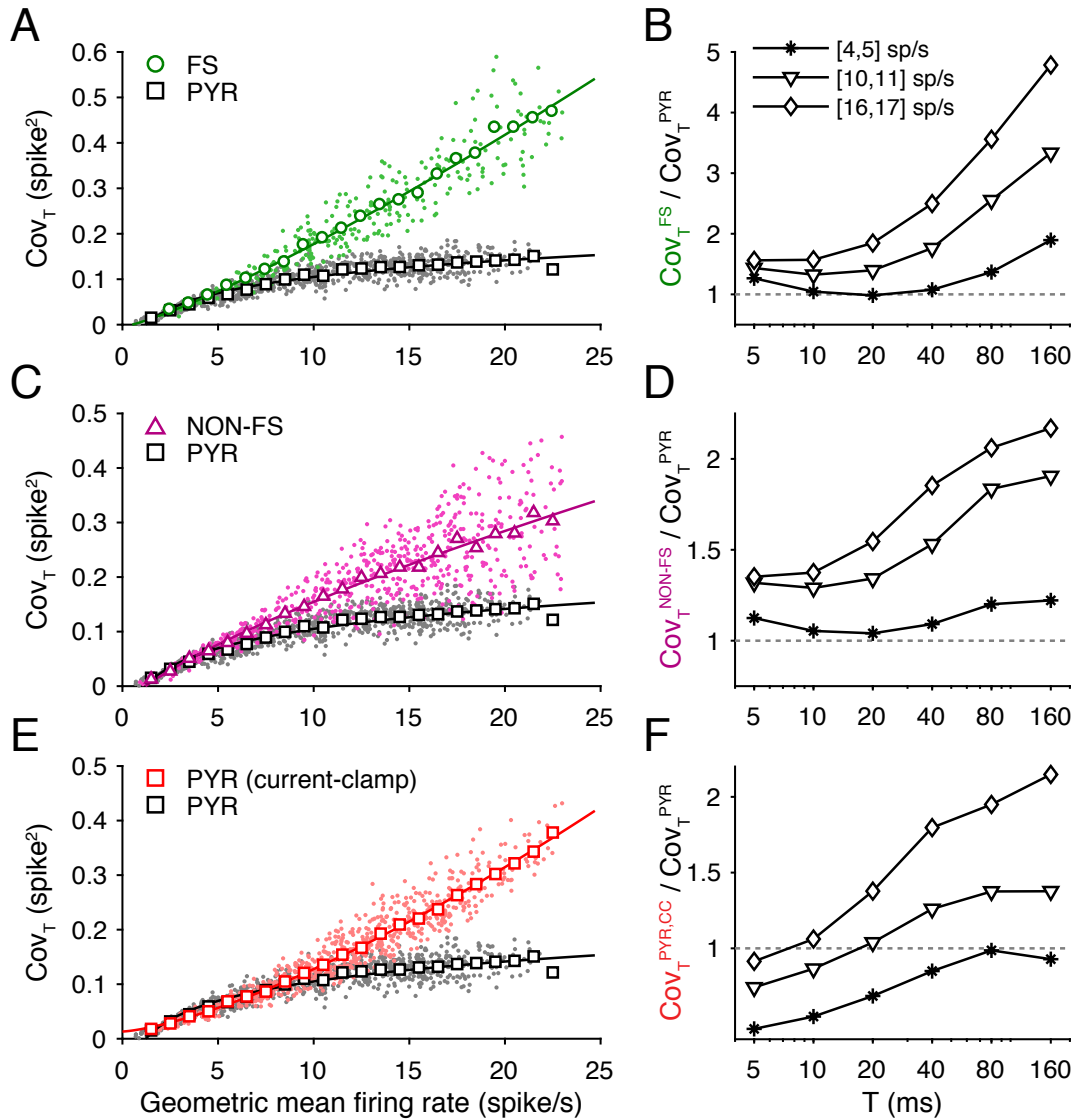 A
0.6
0.5
0.4
0.3
0.2
0.1
0
Cov_T (spike²)
FS
PYR
0 5 10 15 20 25
B
5
4
3
2
1
Cov_T^FS / Cov_T^PYR
[4,5] sp/s
[10,11] sp/s
[16,17] sp/s
5 10 20 40 80 160
C
0.5
0.4
0.3
0.2
0.1
0
Cov_T (spike²)
NON-FS
PYR
0 5 10 15 20 25
D
2
1.5
1
Cov_T^NON-FS / Cov_T^PYR
5 10 20 40 80 160
E
0.5
0.4
0.3
0.2
0.1
0
Cov_T (spike²)
PYR (current-clamp)
PYR
0 5 10 15 20 25
Geometric mean firing rate (spike/s)
F
2
1
Cov_T^PYR,CC / Cov_T^PYR
5 10 20 40 80 160
T (ms)